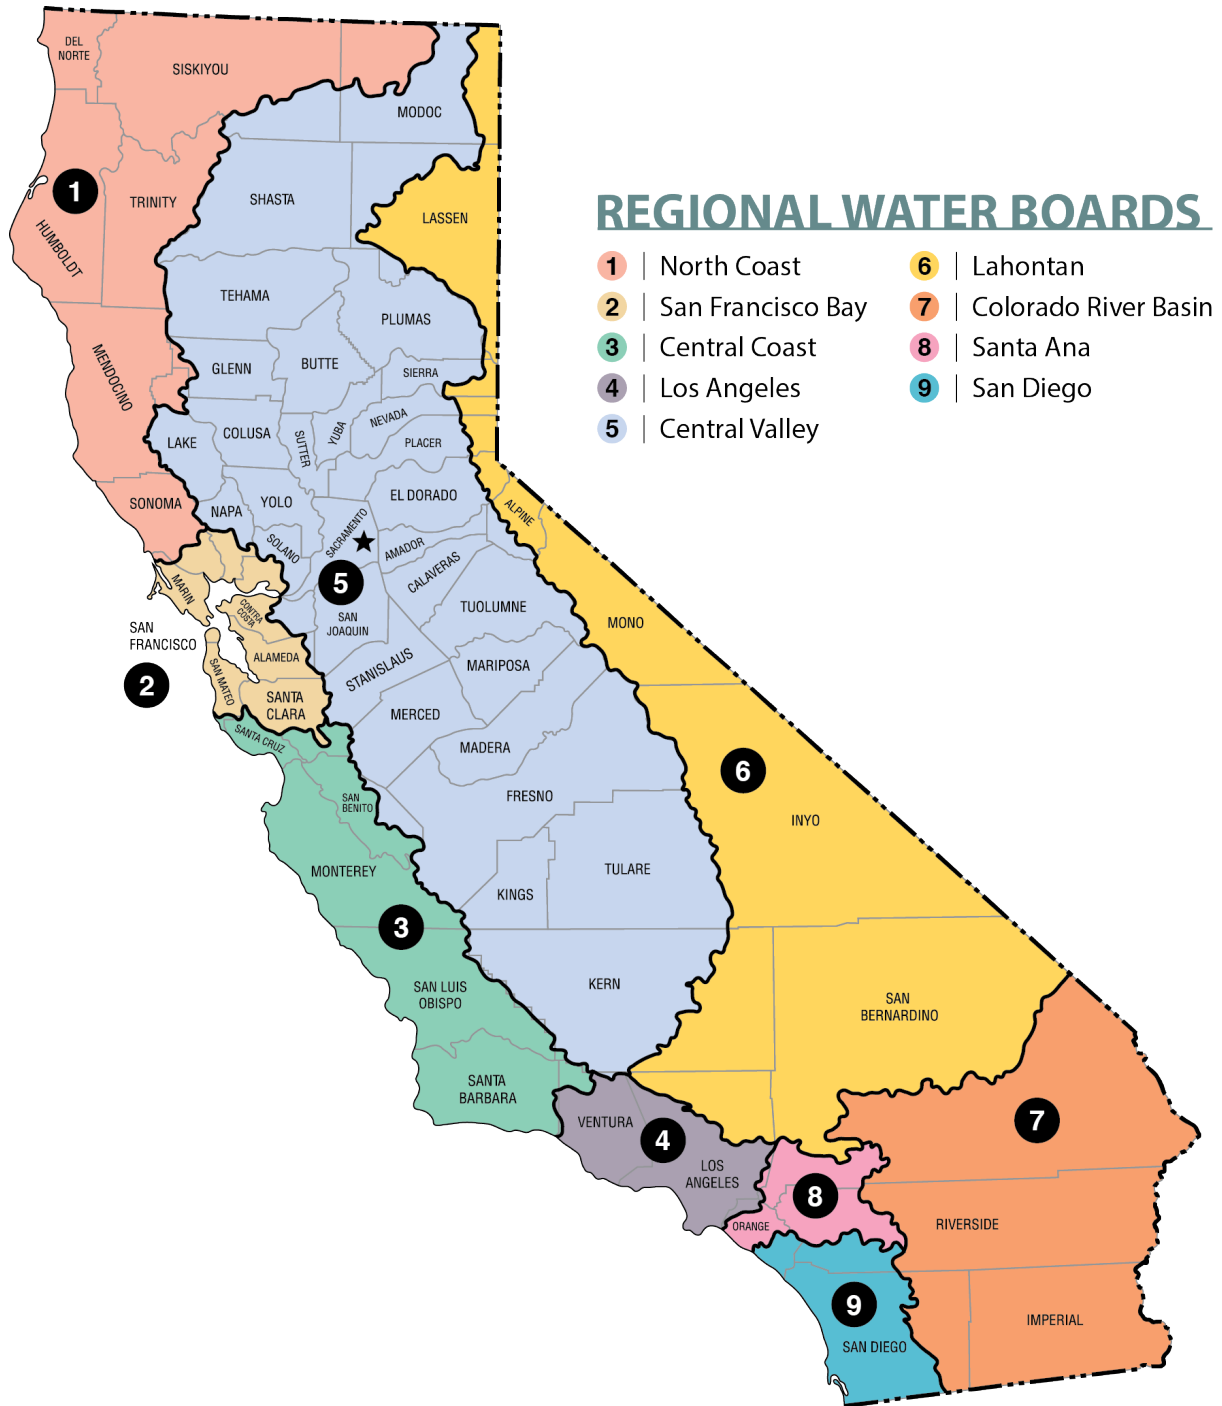 REGIONAL WATER BOARDS
1 | North Coast
2 | San Francisco Bay
3 | Central Coast
4 | Los Angeles
5 | Central Valley
6 | Lahontan
7 | Colorado River Basin
8 | Santa Ana
9 | San Diego
DEL
NORTE
SISKIYOU
MODOC
1
TRINITY
SHASTA
LASSEN
HUMBOLDT
TEHAMA
PLUMAS
MENDOCINO
GLENN
BUTTE
SIERRA
LAKE
COLUSA
SUTTER
YUBA
NEVADA
PLACER
SONOMA
NAPA
YOLO
EL DORADO
ALPINE
SOLANO
SACRAMENTO
AMADOR
CALAVERAS
5
MARIN
CONTRA
COSTA
SAN
JOAQUIN
TUOLUMNE
MONO
SAN
FRANCISCO
2
ALAMEDA
STANISLAUS
MARIPOSA
SAN MATEO
SANTA
CLARA
MERCED
SANTA CRUZ
MADERA
6
SAN
BENITO
FRESNO
INYO
MONTEREY
TULARE
KINGS
3
SAN LUIS
OBISPO
KERN
SAN
BERNARDINO
SANTA
BARBARA
VENTURA
4
7
LOS
ANGELES
8
ORANGE
RIVERSIDE
9
SAN DIEGO
IMPERIAL